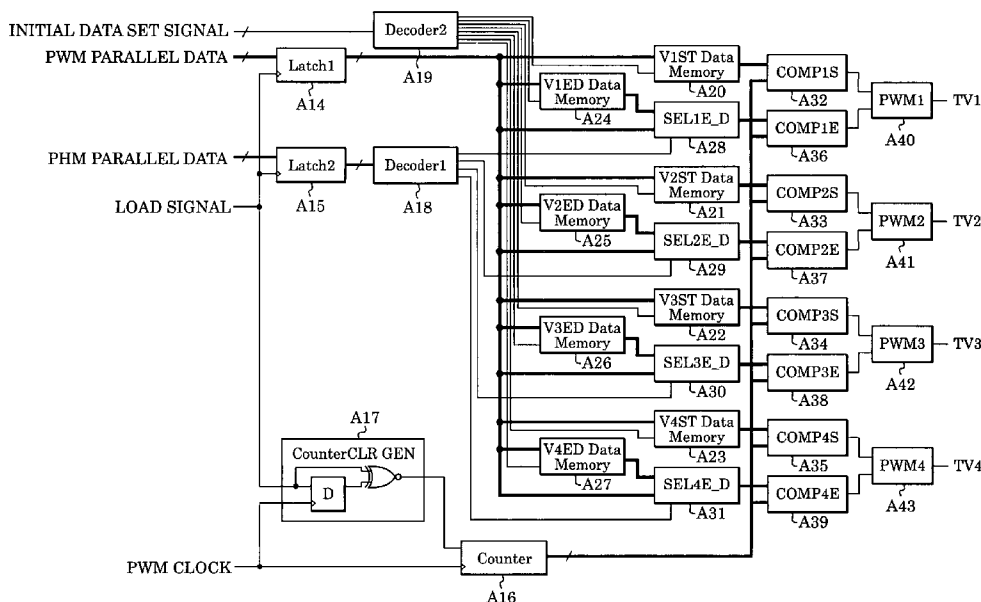 INITIAL DATA SET SIGNAL
Decoder2
A19
PWM PARALLEL DATA
Latch1
A14
V1ST Data
Memory
A20
COMP1S
A32
V1ED Data
Memory
A24
SEL1E_D
A28
COMP1E
A36
PWM1
A40
TV1
PHM PARALLEL DATA
Latch2
A15
Decoder1
A18
LOAD SIGNAL
V2ST Data
Memory
A21
COMP2S
A33
V2ED Data
Memory
A25
SEL2E_D
A29
COMP2E
A37
PWM2
A41
TV2
V3ST Data
Memory
A22
COMP3S
A34
V3ED Data
Memory
A26
SEL3E_D
A30
COMP3E
A38
PWM3
A42
TV3
V4ST Data
Memory
A23
COMP4S
A35
V4ED Data
Memory
A27
SEL4E_D
A31
COMP4E
A39
PWM4
A43
TV4
A17
CounterCLR GEN
D
PWM CLOCK
Counter
A16